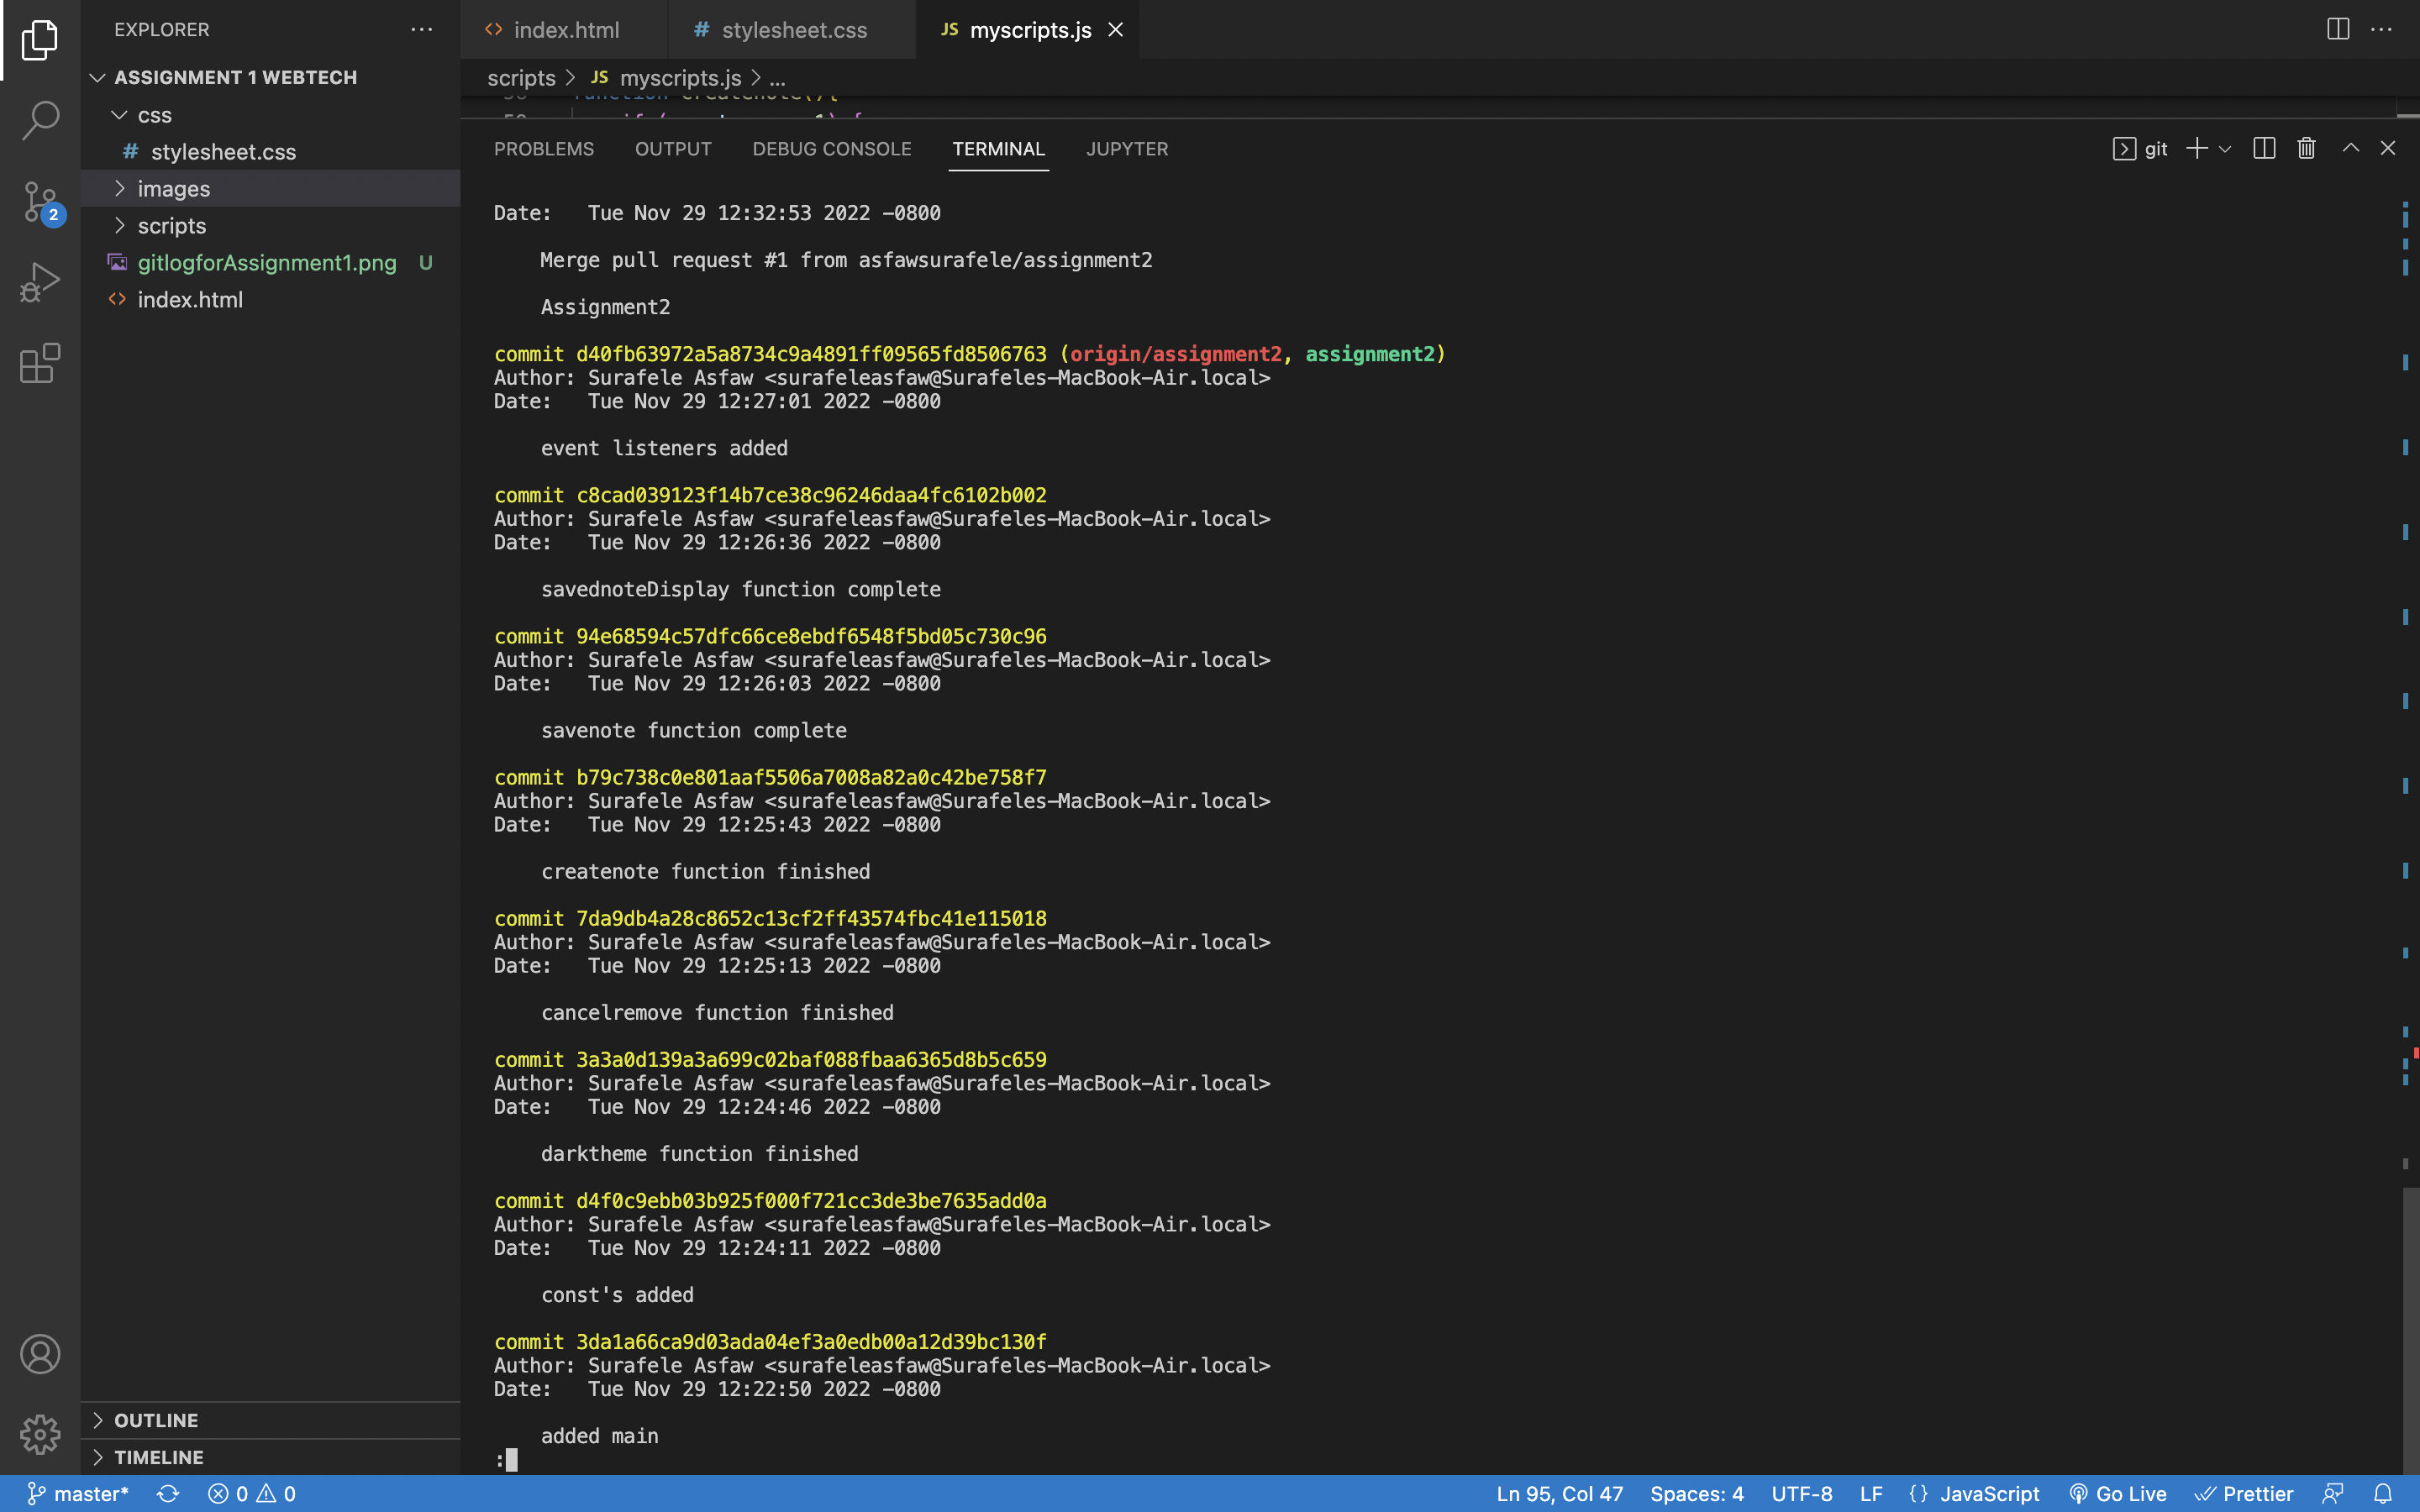 EXPLORER
index.html
# stylesheet.css
JS myscripts.js
ASSIGNMENT 1 WEBTECH
scripts > JS myscripts.js > ...
css
# stylesheet.css
images
scripts
gitlogforAssignment1.png U
index.html
PROBLEMS OUTPUT DEBUG CONSOLE TERMINAL JUPYTER
git
2
Date:   Tue Nov 29 12:32:53 2022 -0800
Merge pull request #1 from asfawsurafele/assignment2
Assignment2
commit d40fb63972a5a8734c9a4891ff09565fd8506763 (origin/assignment2, assignment2)
Author: Surafele Asfaw <surafeleasfaw@Surafeles-MacBook-Air.local>
Date:   Tue Nov 29 12:27:01 2022 -0800
event listeners added
commit c8cad039123f14b7ce38c96246daa4fc6102b002
Author: Surafele Asfaw <surafeleasfaw@Surafeles-MacBook-Air.local>
Date:   Tue Nov 29 12:26:36 2022 -0800
savednoteDisplay function complete
commit 94e68594c57dfc66ce8ebdf6548f5bd05c730c96
Author: Surafele Asfaw <surafeleasfaw@Surafeles-MacBook-Air.local>
Date:   Tue Nov 29 12:26:03 2022 -0800
savenote function complete
commit b79c738c0e801aaf5506a7008a82a0c42be758f7
Author: Surafele Asfaw <surafeleasfaw@Surafeles-MacBook-Air.local>
Date:   Tue Nov 29 12:25:43 2022 -0800
createnote function finished
commit 7da9db4a28c8652c13cf2ff43574fbc41e115018
Author: Surafele Asfaw <surafeleasfaw@Surafeles-MacBook-Air.local>
Date:   Tue Nov 29 12:25:13 2022 -0800
cancelremove function finished
commit 3a3a0d139a3a699c02baf088fbaa6365d8b5c659
Author: Surafele Asfaw <surafeleasfaw@Surafeles-MacBook-Air.local>
Date:   Tue Nov 29 12:24:46 2022 -0800
darktheme function finished
commit d4f0c9ebb03b925f000f721cc3de3be7635add0a
Author: Surafele Asfaw <surafeleasfaw@Surafeles-MacBook-Air.local>
Date:   Tue Nov 29 12:24:11 2022 -0800
const's added
commit 3da1a66ca9d03ada04ef3a0edb00a12d39bc130f
Author: Surafele Asfaw <surafeleasfaw@Surafeles-MacBook-Air.local>
Date:   Tue Nov 29 12:22:50 2022 -0800
added main
:
OUTLINE
TIMELINE
master* 0 0 Ln 95, Col 47 Spaces: 4 UTF-8 LF {} JavaScript Go Live Prettier